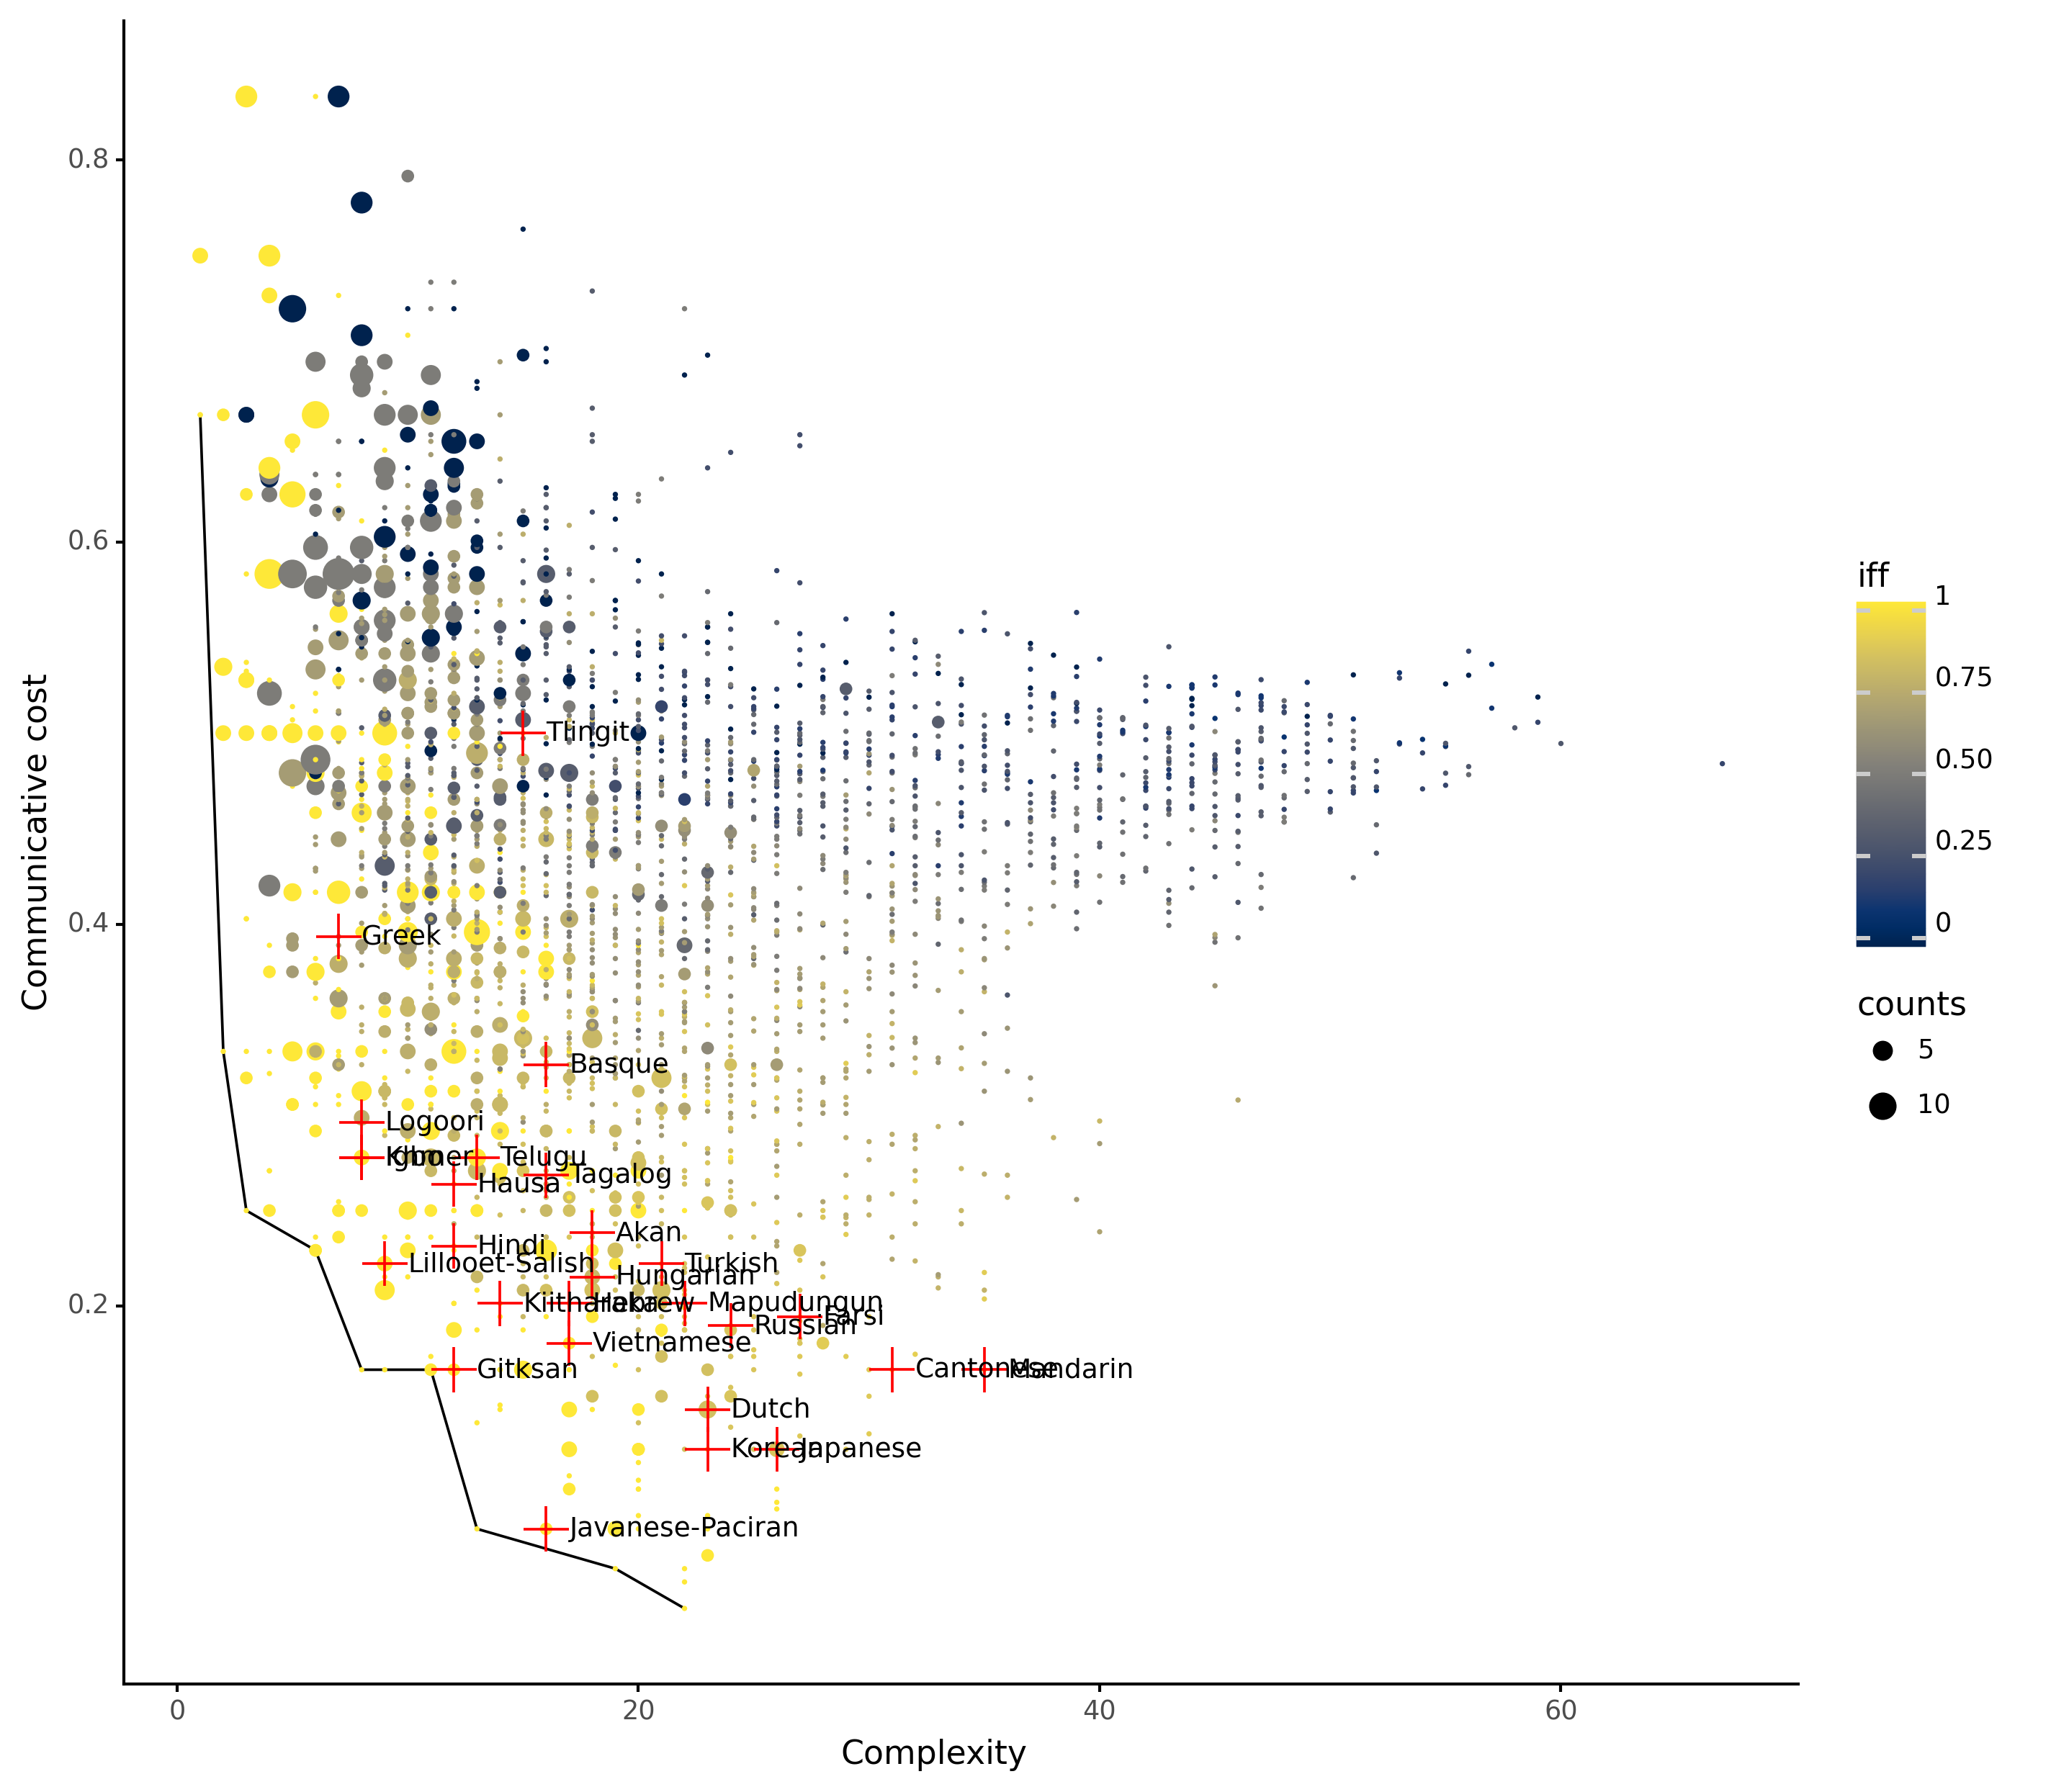 0.8
0.6
0.4
0.2
Communicative cost
0
20
40
60
Complexity
Tlingit
Greek
Basque
Logoori
Igbo
Khmer
Telugu
Tagalog
Hausa
Akan
Hindi
Lillooet-Salish
Turkish
Hungarian
Kiitharaka
Hebrew
Mapudungun
Farsi
Russian
Vietnamese
Gitksan
Cantonese
Mandarin
Dutch
Korean
Japanese
Javanese-Paciran
iff
1
0.75
0.50
0.25
0
counts
5
10